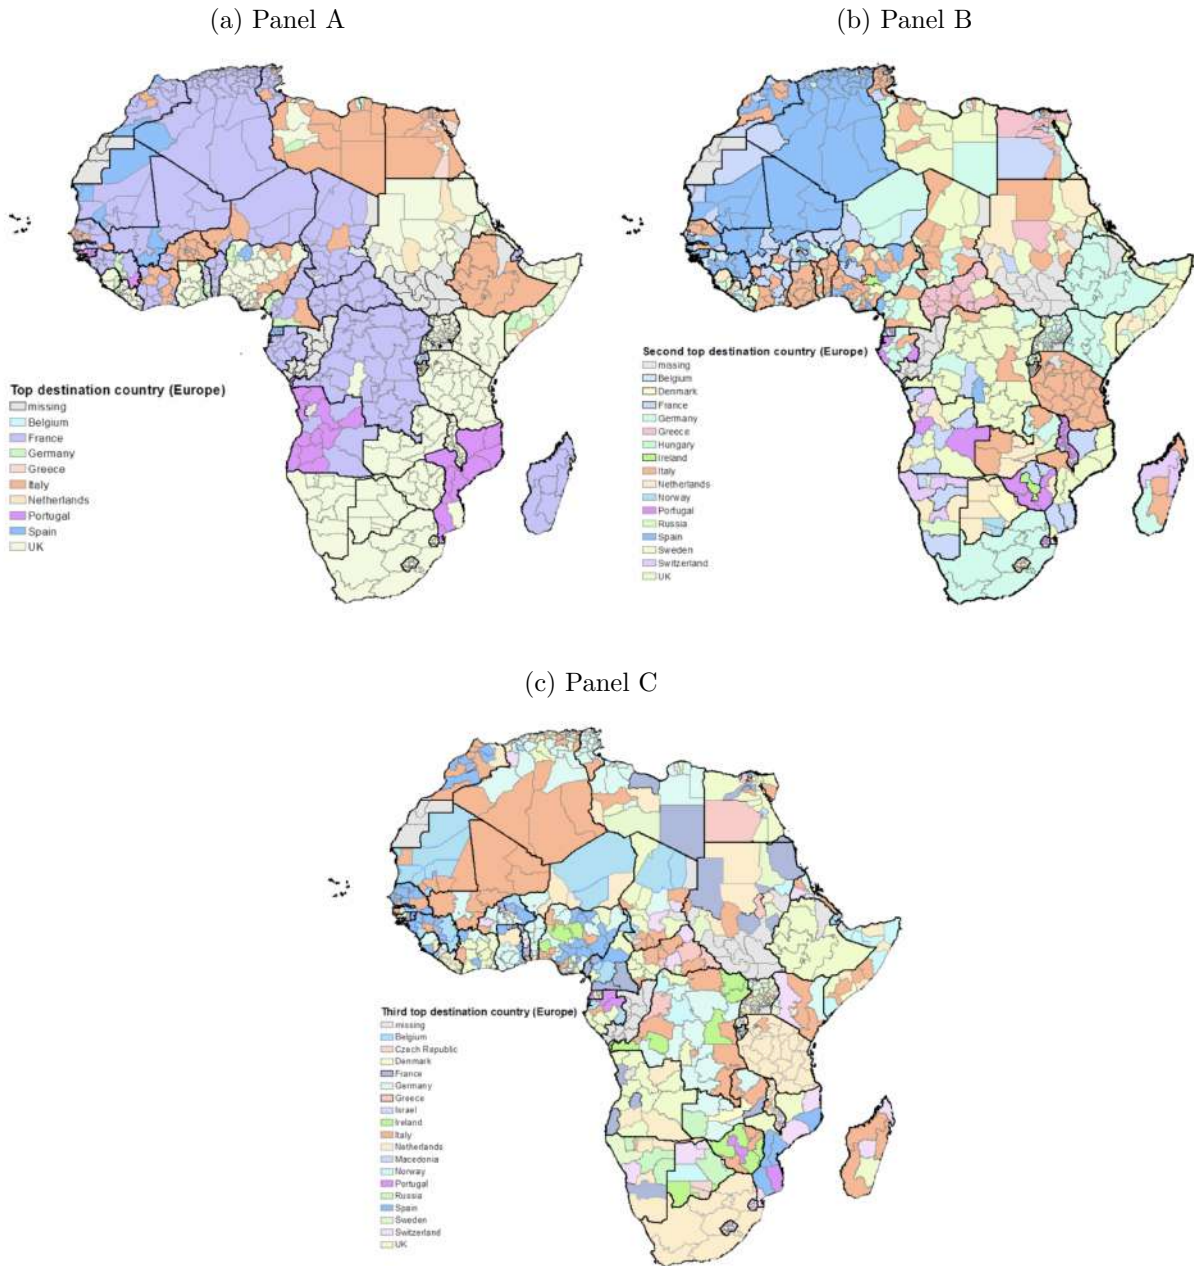 (a) Panel A
(b) Panel B
Top destination country (Europe)
missing
Belgium
France
Germany
Greece
Italy
Netherlands
Portugal
Spain
UK
Second top destination country (Europe)
missing
Belgium
Denmark
France
Germany
Greece
Hungary
Ireland
Italy
Netherlands
Norway
Portugal
Russia
Spain
Sweden
Switzerland
UK
(c) Panel C
Third top destination country (Europe)
missing
Belgium
Czech Republic
Denmark
France
Germany
Greece
Israel
Ireland
Italy
Netherlands
Macedonia
Norway
Portugal
Russia
Spain
Sweden
Switzerland
UK